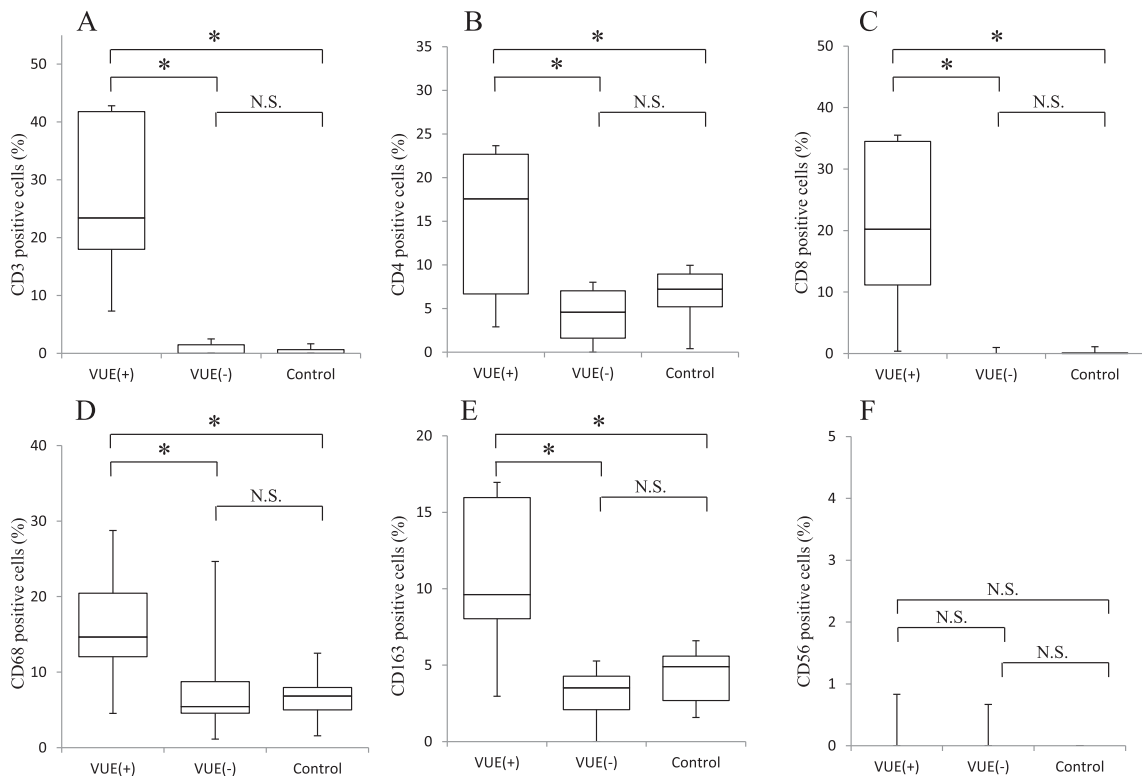 A
*
*
N.S.
CD3 positive cells (%)
50
40
30
20
10
0
VUE(+) VUE(-) Control
B
*
*
N.S.
CD4 positive cells (%)
35
30
25
20
15
10
5
0
VUE(+) VUE(-) Control
C
*
*
N.S.
CD8 positive cells (%)
50
40
30
20
10
0
VUE(+) VUE(-) Control
D
*
*
N.S.
CD68 positive cells (%)
40
30
20
10
0
VUE(+) VUE(-) Control
E
*
*
N.S.
CD163 positive cells (%)
20
15
10
5
0
VUE(+) VUE(-) Control
F
N.S.
N.S.
N.S.
CD56 positive cells (%)
5
4
3
2
1
0
VUE(+) VUE(-) Control